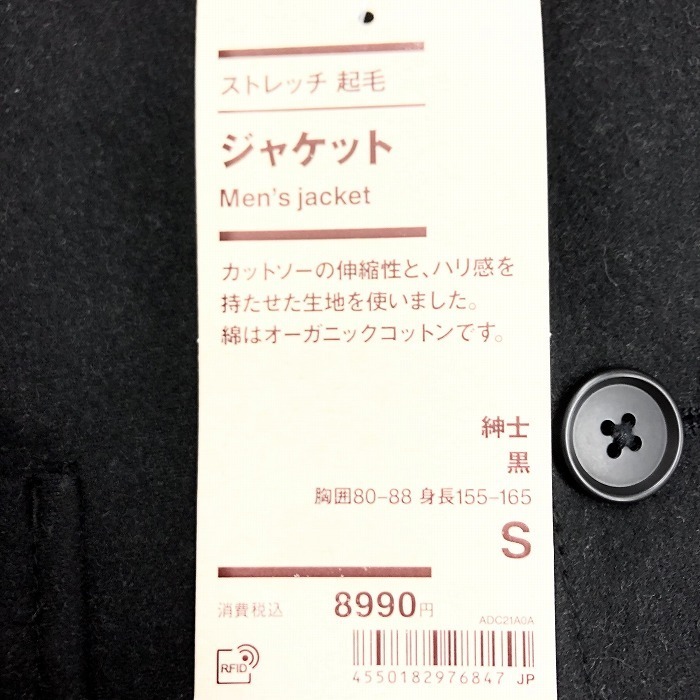 ストレッチ 起毛
ジャケット
Men's jacket
カットソーの伸縮性と、ハリ感を
持たせた生地を使いました。
綿はオーガニックコットンです。
紳士
黒
胸囲80–88 身長155–165
S
消費税込 8990円
ADC21A0A
RFID
4550182976847 JP